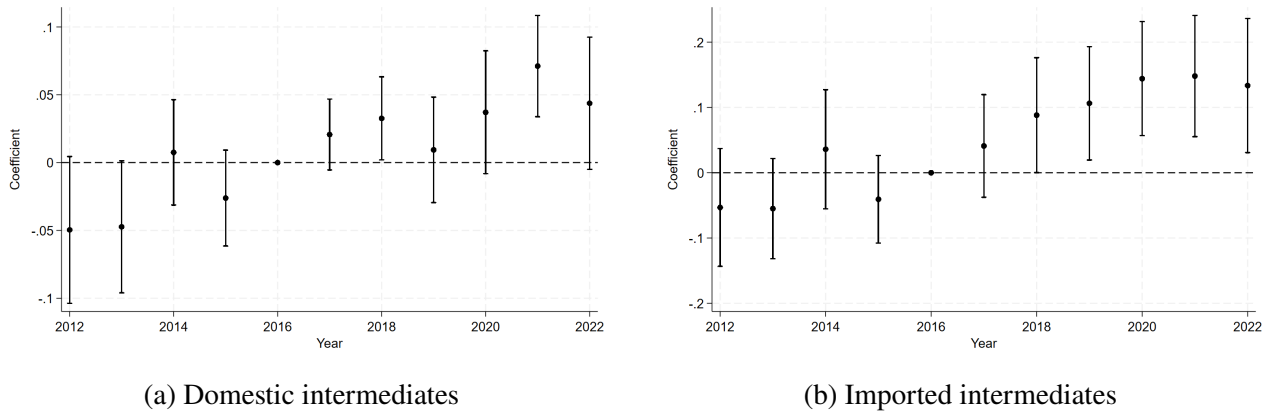 .1
.05
0
-.05
-.1
Coefficient
2012 2014 2016 2018 2020 2022
Year
(a) Domestic intermediates
.2
.1
0
-.1
-.2
Coefficient
2012 2014 2016 2018 2020 2022
Year
(b) Imported intermediates